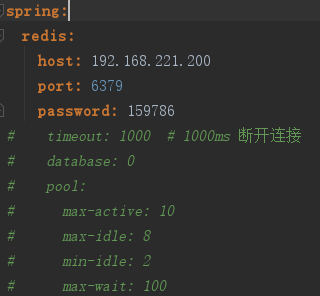 spring:
  redis:
    host: 192.168.221.200
    port: 6379
    password: 159786
#    timeout: 1000  # 1000ms 断开连接
#    database: 0
#    pool:
#      max-active: 10
#      max-idle: 8
#      min-idle: 2
#      max-wait: 100